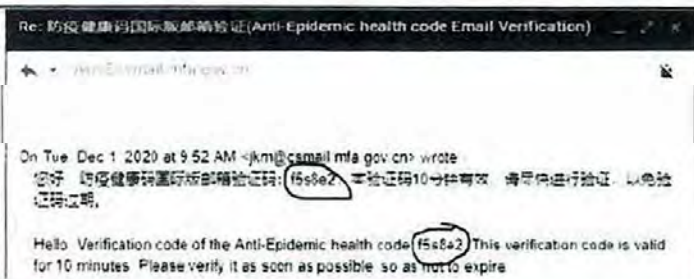 Re: 防疫健康码国际版邮箱验证(Anti-Epidemic health code Email Verification)
On Tue, Dec 1, 2020 at 9:52 AM <jkm@csmail.mfa.gov.cn> wrote
您好 防疫健康码国际版邮箱验证码: f5s8e2, 本验证码10分钟有效, 请尽快进行验证, 以免验
证码过期.
Hello Verification code of the Anti-Epidemic health code f5s8e2 This verification code is valid
for 10 minutes Please verify it as soon as possible so as not to expire